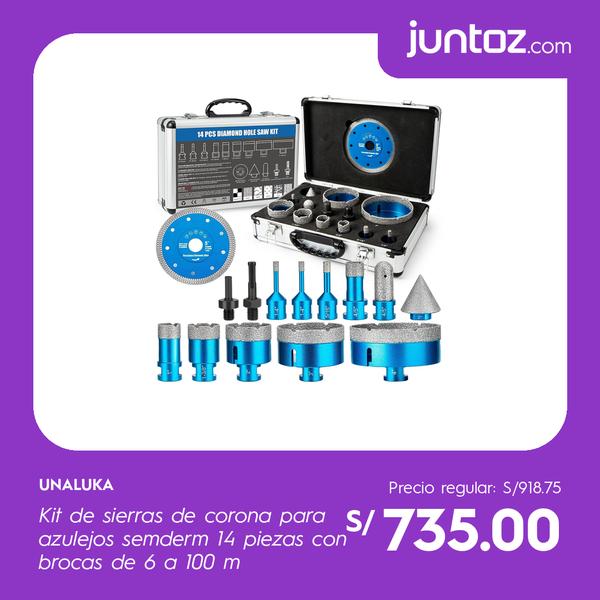 juntoz.com
14 PCS DIAMOND HOLE SAW KIT
UNALUKA
Precio regular: S/918.75
Kit de sierras de corona para
azulejos semderm 14 piezas con
brocas de 6 a 100 m
S/ 735.00